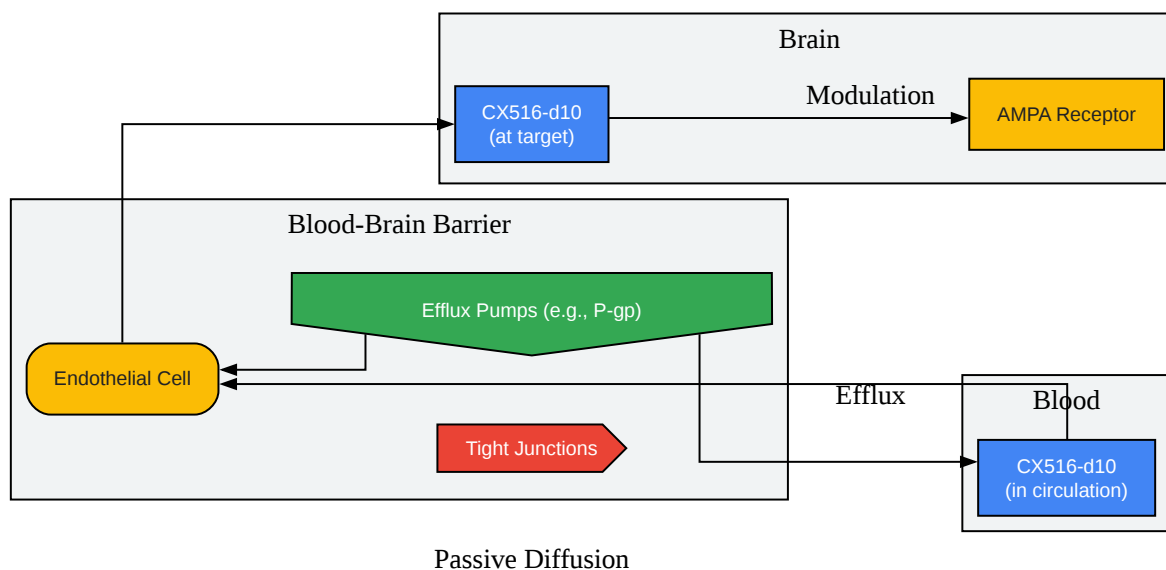 Brain
CX516-d10
(at target)
Modulation
AMPA Receptor
Blood-Brain Barrier
Efflux Pumps (e.g., P-gp)
Endothelial Cell
Efflux
Blood
Tight Junctions
CX516-d10
(in circulation)
Passive Diffusion